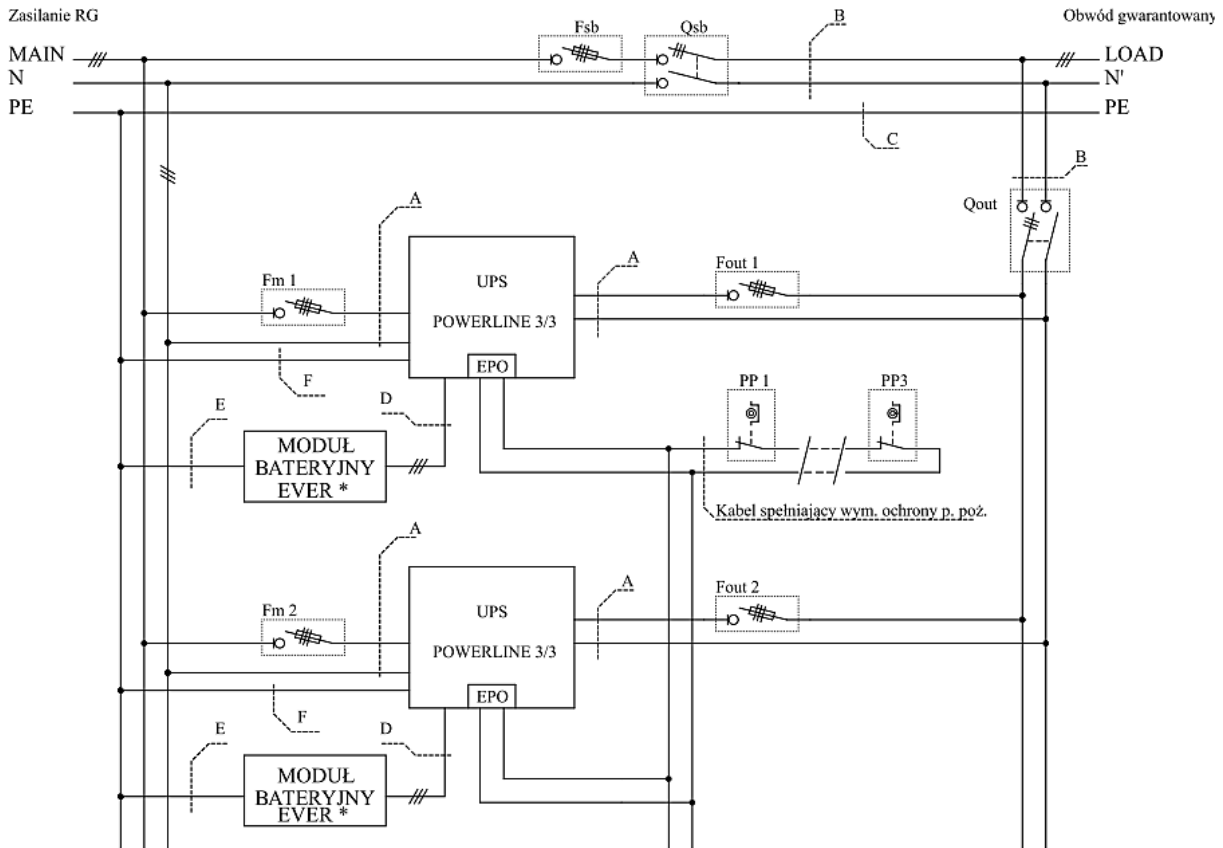 Zasilanie RG
Obwód gwarantowany
Fsb
Qsb
B
MAIN
LOAD
N
N'
PE
PE
C
B
Qout
A
UPS
POWERLINE 3/3
EPO
Fm 1
A
Fout 1
F
PP 1
PP3
E
D
MODUŁ
BATERYJNY
EVER *
Kabel spełniający wym. ochrony p. poż.
A
UPS
POWERLINE 3/3
EPO
Fm 2
A
Fout 2
F
E
D
MODUŁ
BATERYJNY
EVER *